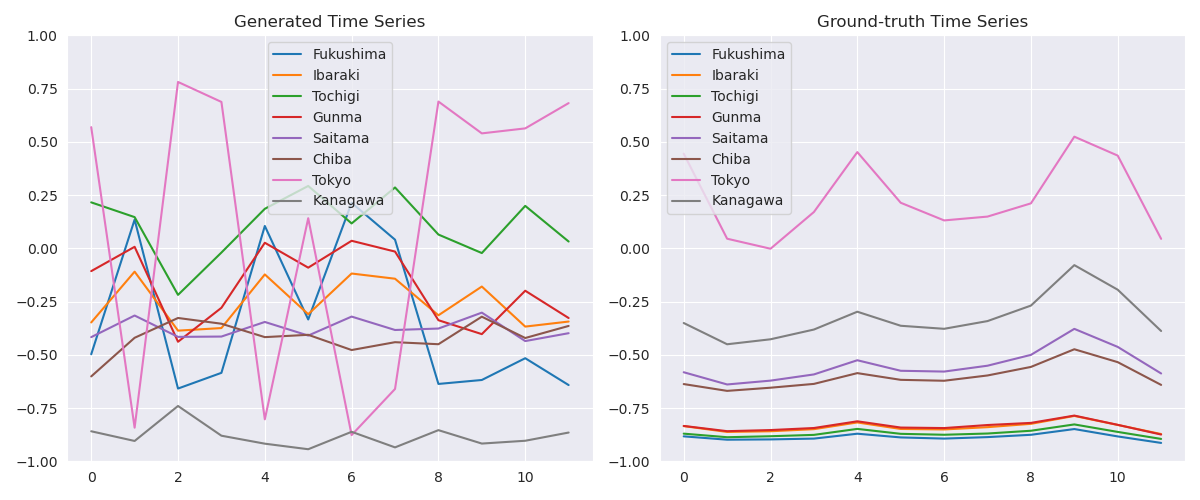 Generated Time Series
1.00
0.75
0.50
0.25
0.00
−0.25
−0.50
−0.75
−1.00
0 2 4 6 8 10
Fukushima
Ibaraki
Tochigi
Gunma
Saitama
Chiba
Tokyo
Kanagawa
Ground-truth Time Series
1.00
0.75
0.50
0.25
0.00
−0.25
−0.50
−0.75
−1.00
0 2 4 6 8 10
Fukushima
Ibaraki
Tochigi
Gunma
Saitama
Chiba
Tokyo
Kanagawa